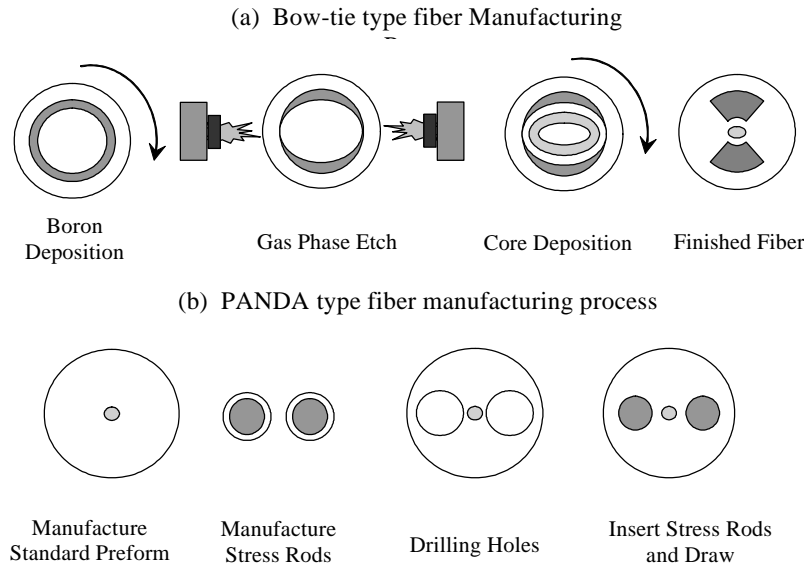 (a) Bow-tie type fiber Manufacturing
Boron
Deposition
Gas Phase Etch
Core Deposition
Finished Fiber
(b) PANDA type fiber manufacturing process
Manufacture
Standard Preform
Manufacture
Stress Rods
Drilling Holes
Insert Stress Rods
and Draw